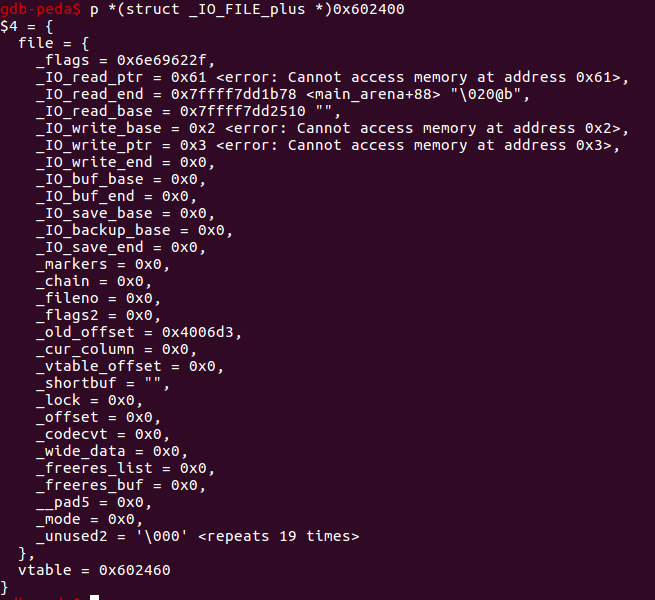 gdb-peda$ p *(struct _IO_FILE_plus *)0x602400
$4 = {
  file = {
    _flags = 0x6e69622f,
    _IO_read_ptr = 0x61 <error: Cannot access memory at address 0x61>,
    _IO_read_end = 0x7ffff7dd1b78 <main_arena+88> "\020@b",
    _IO_read_base = 0x7ffff7dd2510 "",
    _IO_write_base = 0x2 <error: Cannot access memory at address 0x2>,
    _IO_write_ptr = 0x3 <error: Cannot access memory at address 0x3>,
    _IO_write_end = 0x0,
    _IO_buf_base = 0x0,
    _IO_buf_end = 0x0,
    _IO_save_base = 0x0,
    _IO_backup_base = 0x0,
    _IO_save_end = 0x0,
    _markers = 0x0,
    _chain = 0x0,
    _fileno = 0x0,
    _flags2 = 0x0,
    _old_offset = 0x4006d3,
    _cur_column = 0x0,
    _vtable_offset = 0x0,
    _shortbuf = "",
    _lock = 0x0,
    _offset = 0x0,
    _codecvt = 0x0,
    _wide_data = 0x0,
    _freeres_list = 0x0,
    _freeres_buf = 0x0,
    __pad5 = 0x0,
    _mode = 0x0,
    _unused2 = '\000' <repeats 19 times>
  },
  vtable = 0x602460
}